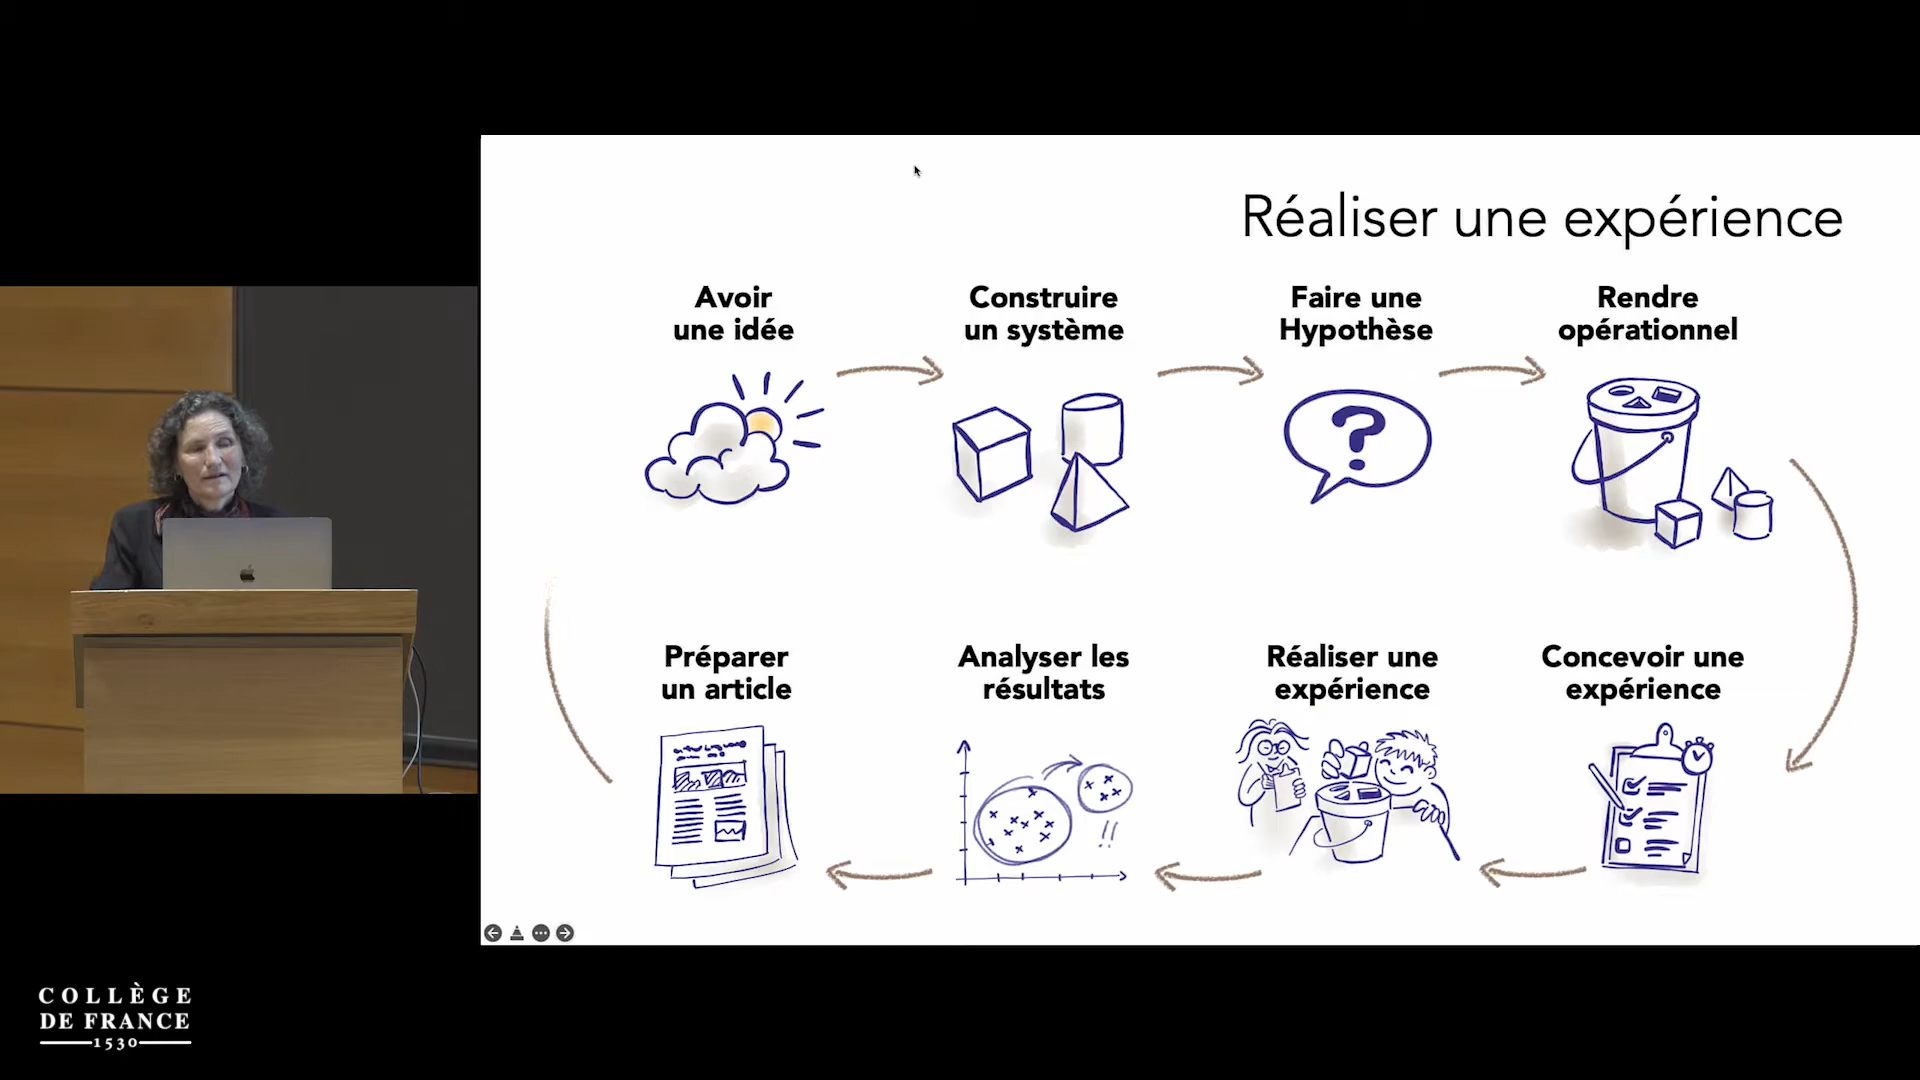 Réaliser une expérience
Avoir
une idée
Construire
un système
Faire une
Hypothèse
Rendre
opérationnel
?
Préparer
un article
Analyser les
résultats
Réaliser une
expérience
Concevoir une
expérience
!!
COLLÈGE
DE FRANCE
1530